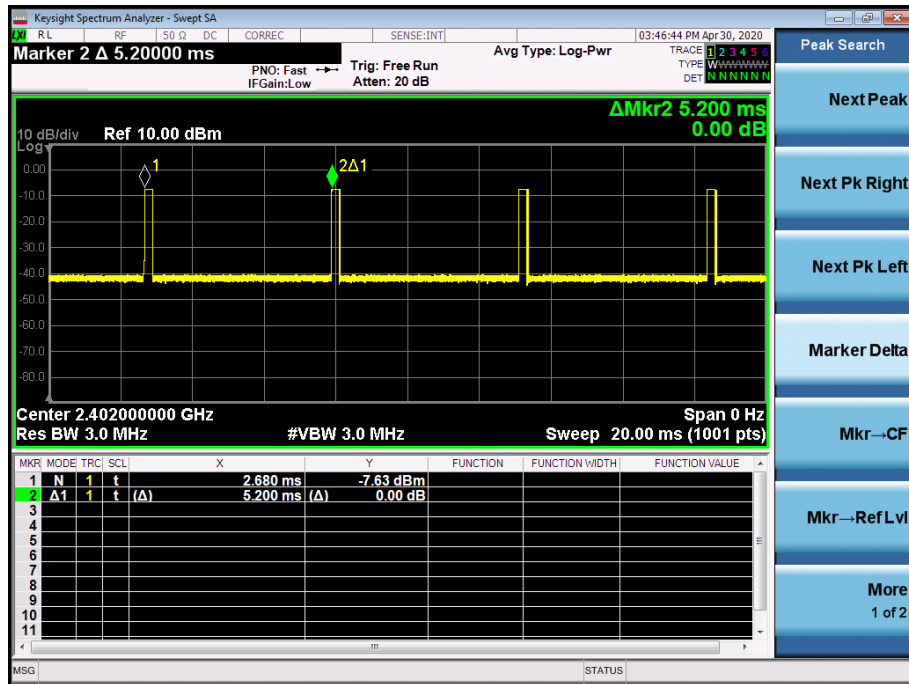 Keysight Spectrum Analyzer - Swept SA
LXI RL RF 50 Ω DC CORREC SENSE:INT 03:46:44 PM Apr 30, 2020
Marker 2 Δ 5.20000 ms
PNO: Fast
IFGain:Low
Trig: Free Run
Atten: 20 dB
Avg Type: Log-Pwr
TRACE 1 2 3 4 5 6
TYPE WWWWWW
DET N N N N N N
ΔMkr2 5.200 ms
0.00 dB
10 dB/div Ref 10.00 dBm
Log
0.00
-10.0
-20.0
-30.0
-40.0
-50.0
-60.0
-70.0
-80.0
1
2Δ1
Center 2.402000000 GHz Span 0 Hz
Res BW 3.0 MHz #VBW 3.0 MHz Sweep 20.00 ms (1001 pts)
MKR MODE TRC SCL X Y FUNCTION FUNCTION WIDTH FUNCTION VALUE
1 N 1 t 2.680 ms -7.63 dBm
2 Δ1 1 t (Δ) 5.200 ms (Δ) 0.00 dB
3
4
5
6
7
8
9
10
11
MSG STATUS
Peak Search
Next Peak
Next Pk Right
Next Pk Left
Marker Delta
Mkr→CF
Mkr→Ref Lvl
More
1 of 2